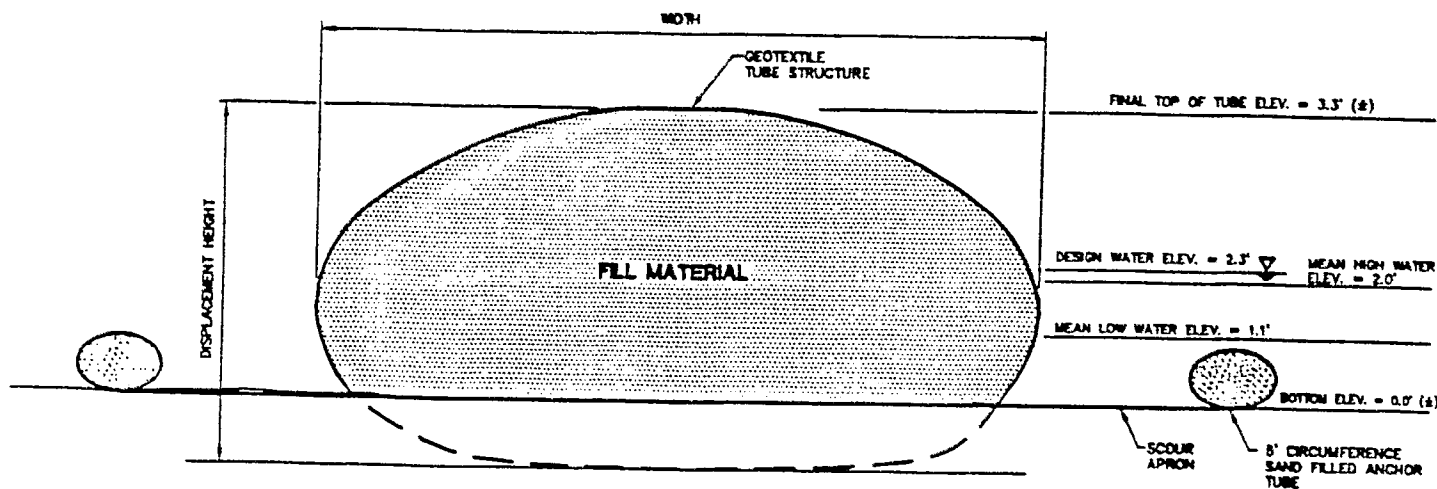 WIDTH
GEOTEXTILE
TUBE STRUCTURE
FINAL TOP OF TUBE ELEV. = 3.3' (±)
DISPLACEMENT HEIGHT
FILL MATERIAL
DESIGN WATER ELEV. = 2.3'
MEAN HIGH WATER
ELEV. = 2.0'
MEAN LOW WATER ELEV. = 1.1'
BOTTOM ELEV. = 0.0' (±)
SCOUR
APRON
8' CIRCUMFERENCE
SAND FILLED ANCHOR
TUBE